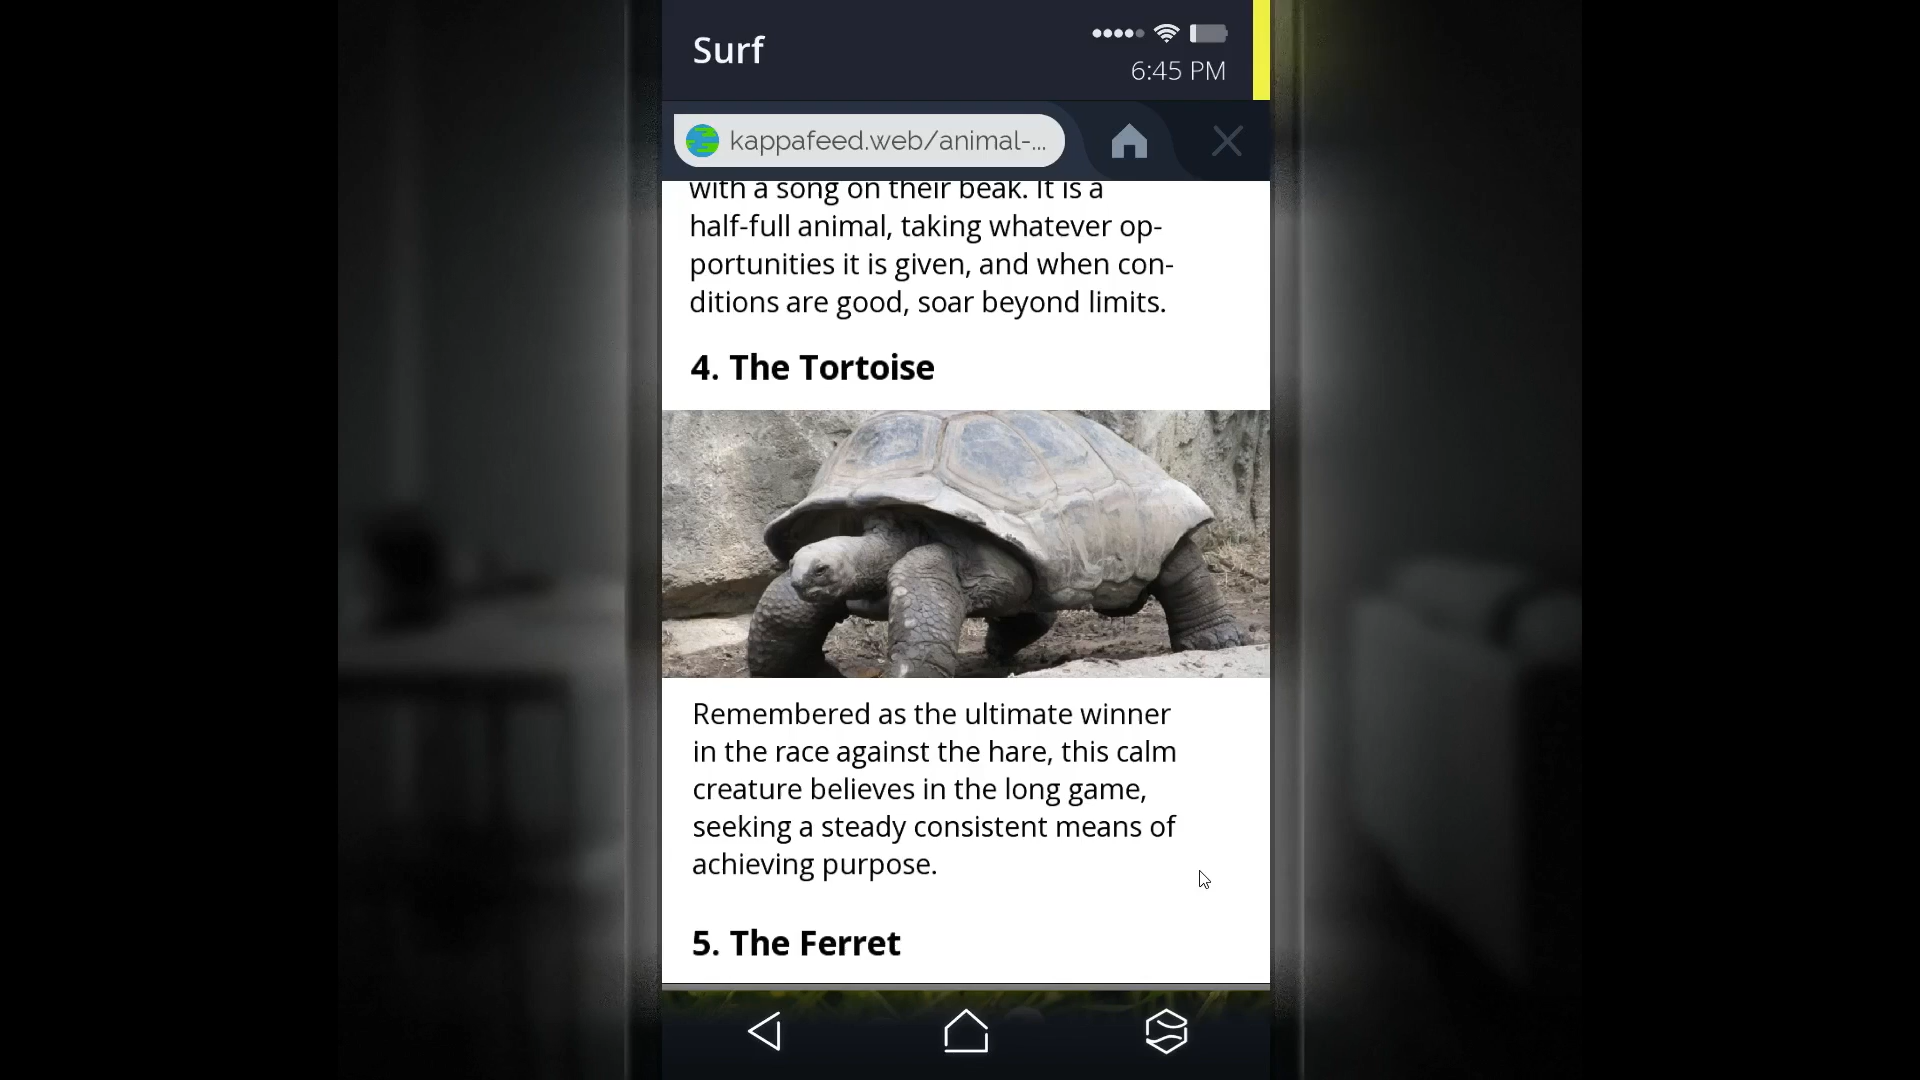 Surf
6:45 PM
kappafeed.web/animal-...
with a song on their beak. It is a
half-full animal, taking whatever op-
portunities it is given, and when con-
ditions are good, soar beyond limits.
4. The Tortoise
Remembered as the ultimate winner
in the race against the hare, this calm
creature believes in the long game,
seeking a steady consistent means of
achieving purpose.
5. The Ferret